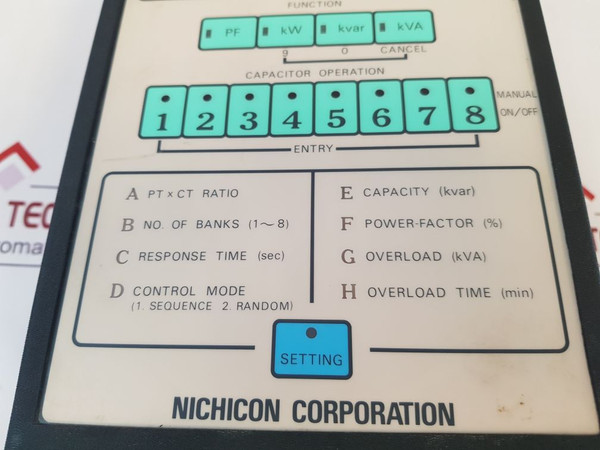 FUNCTION
PF kW kvar kVA
9 0 CANCEL
CAPACITOR OPERATION
1 2 3 4 5 6 7 8
MANUAL
ON/OFF
ENTRY
A PT × CT RATIO
B NO. OF BANKS (1～8)
C RESPONSE TIME (sec)
D CONTROL MODE
(1. SEQUENCE 2. RANDOM)
E CAPACITY (kvar)
F POWER-FACTOR (%)
G OVERLOAD (kVA)
H OVERLOAD TIME (min)
SETTING
NICHICON CORPORATION
TEC
oma